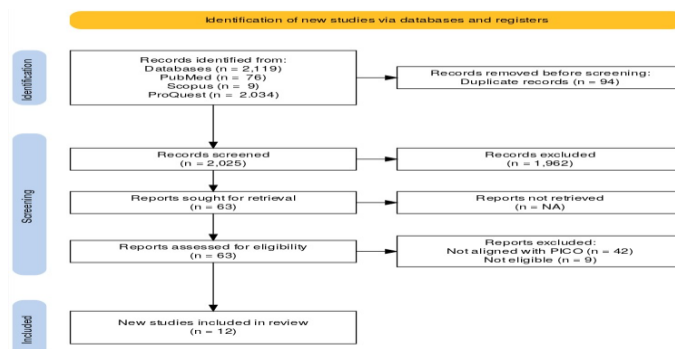 Identification of new studies via databases and registers
Identification
Records identified from:
Databases (n = 2,119)
PubMed (n = 76)
Scopus (n = 9)
ProQuest (n = 2.034)
Records removed before screening:
Duplicate records (n = 94)
Screening
Records screened
(n = 2,025)
Records excluded
(n = 1,962)
Reports sought for retrieval
(n = 63)
Reports not retrieved
(n = NA)
Reports assessed for eligibility
(n = 63)
Reports excluded:
Not aligned with PICO (n = 42)
Not eligible (n = 9)
Included
New studies included in review
(n = 12)